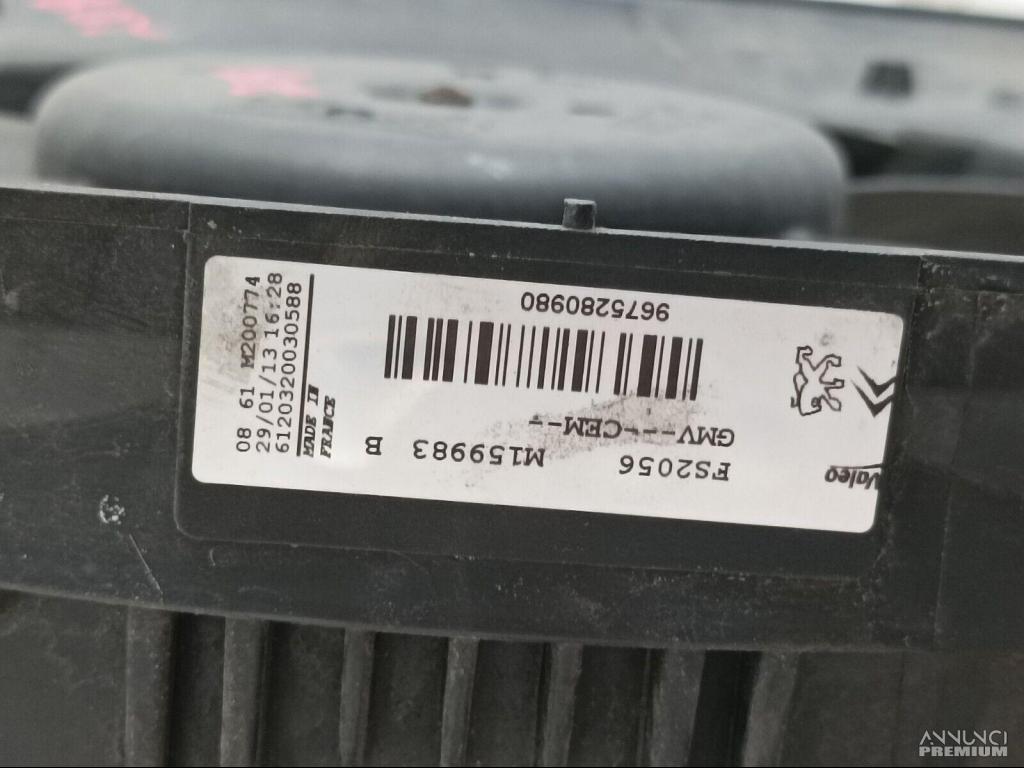 Valeo
FS2056 M159983 B
GMV---CEM--
9675280980
08 61 M200774
29/01/13 16:28
6120320030588
MADE IN
FRANCE
ANNUNCI
PREMIUM